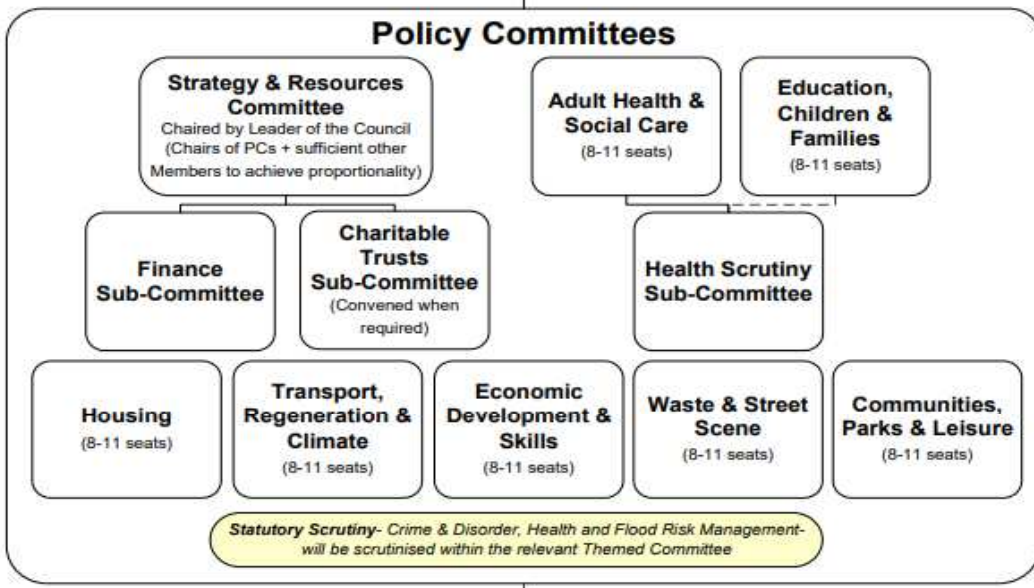 Policy Committees
Strategy & Resources
Committee
Chaired by Leader of the Council
(Chairs of PCs + sufficient other
Members to achieve proportionality)
Adult Health &
Social Care
(8-11 seats)
Education,
Children &
Families
(8-11 seats)
Finance
Sub-Committee
Charitable
Trusts
Sub-Committee
(Convened when
required)
Health Scrutiny
Sub-Committee
Housing
(8-11 seats)
Transport,
Regeneration &
Climate
(8-11 seats)
Economic
Development &
Skills
(8-11 seats)
Waste & Street
Scene
(8-11 seats)
Communities,
Parks & Leisure
(8-11 seats)
Statutory Scrutiny- Crime & Disorder, Health and Flood Risk Management-
will be scrutinised within the relevant Themed Committee